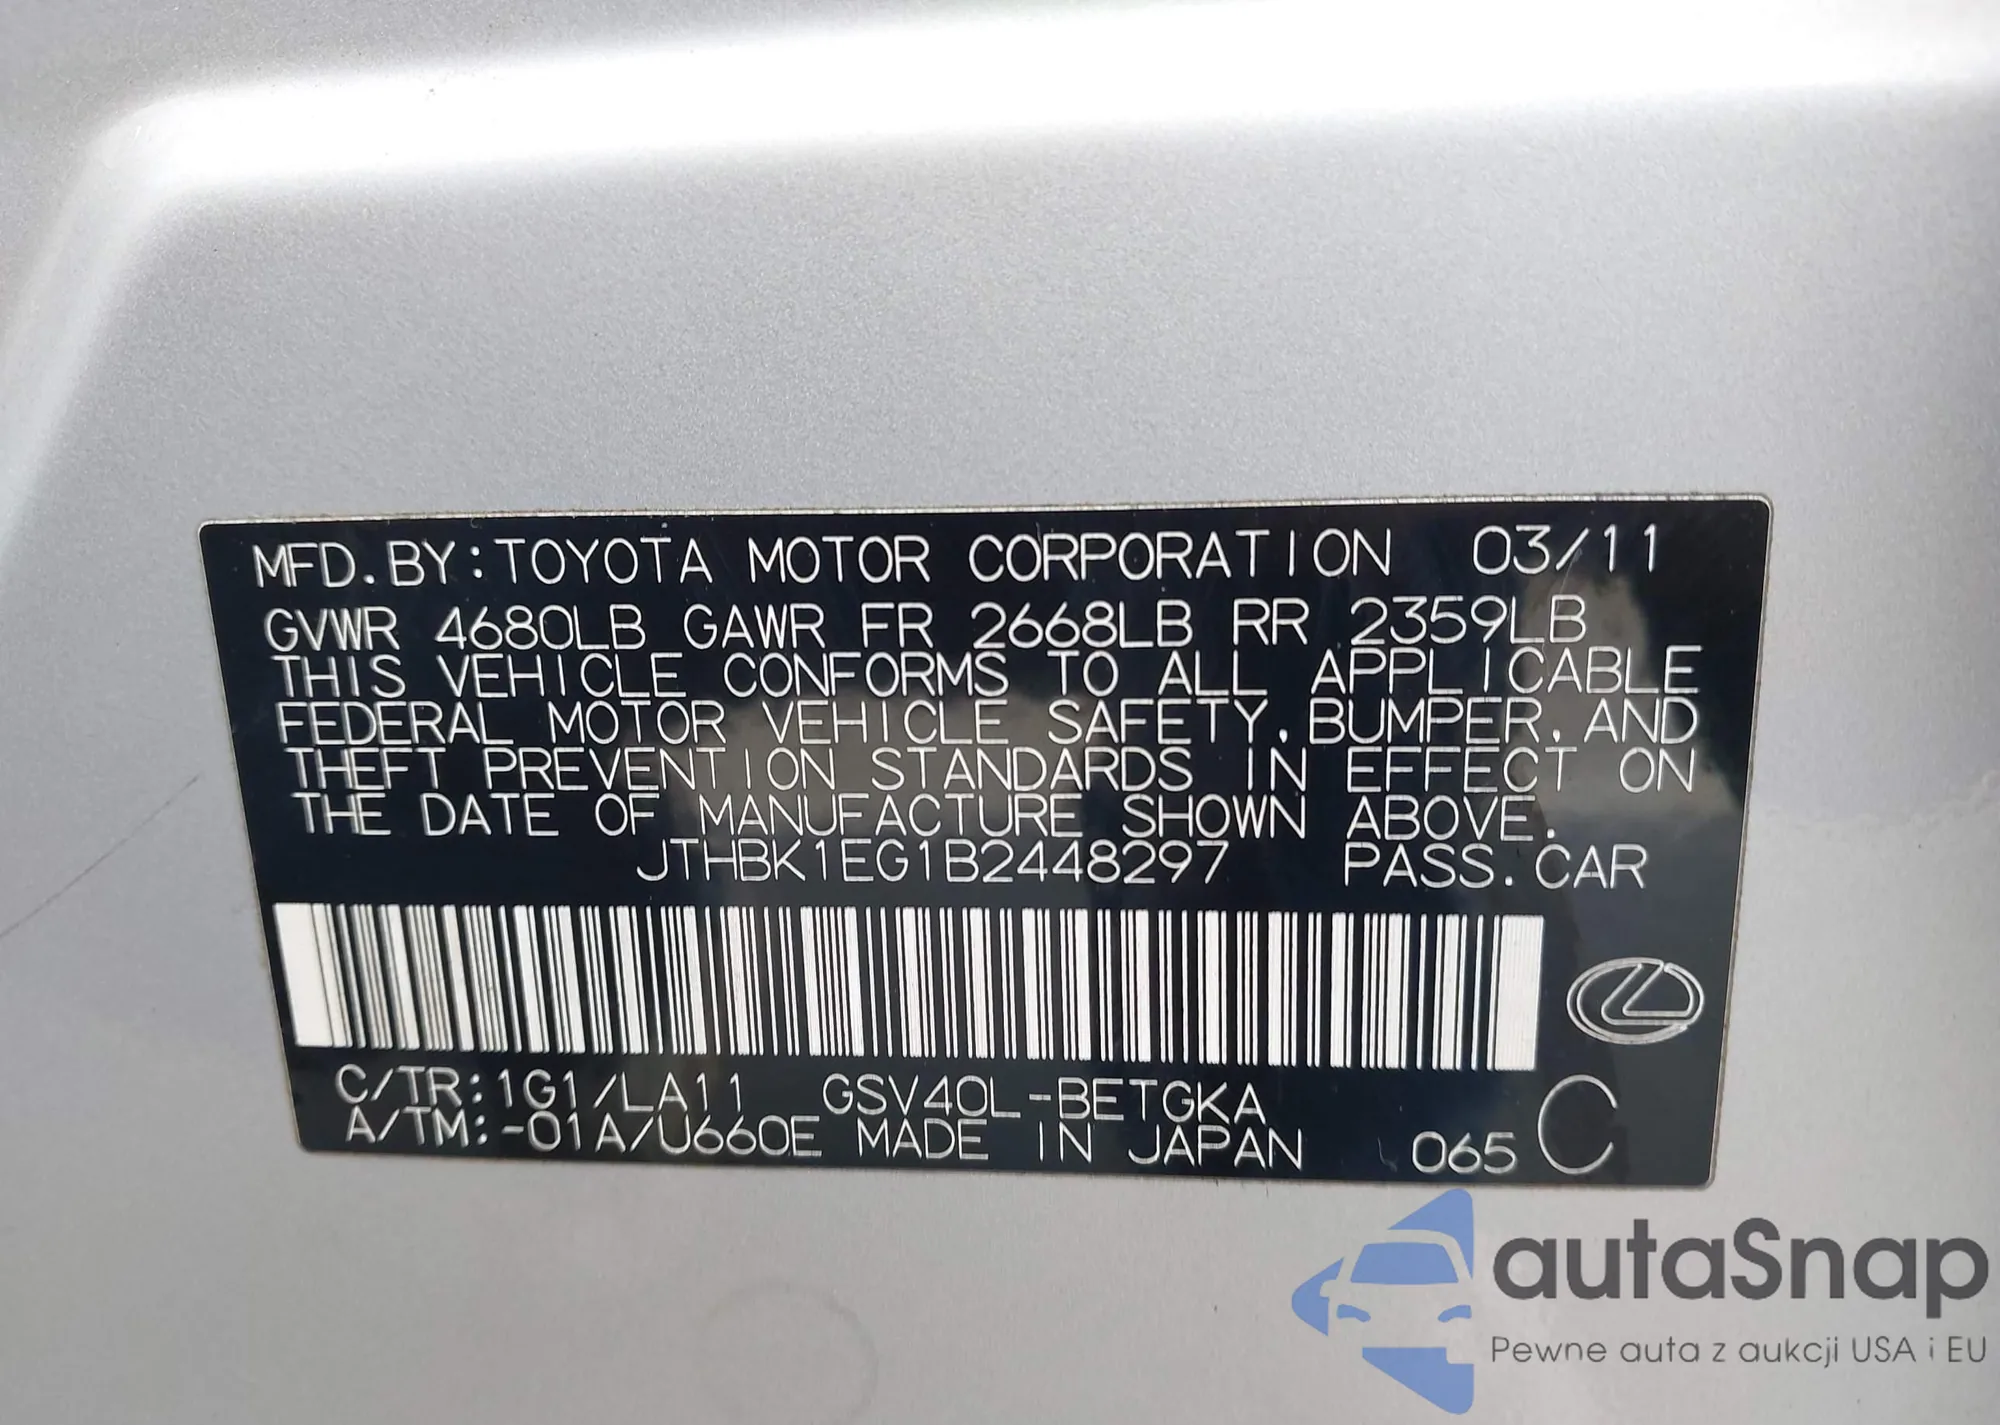 MFD.BY:TOYOTA MOTOR CORPORATION 03/11
GVWR 4680LB GAWR FR 2668LB RR 2359LB
THIS VEHICLE CONFORMS TO ALL APPLICABLE
FEDERAL MOTOR VEHICLE SAFETY,BUMPER,AND
THEFT PREVENTION STANDARDS IN EFFECT ON
THE DATE OF MANUFACTURE SHOWN ABOVE.
JTHBK1EG1B2448297 PASS.CAR
C/TR:1G1/LA11 GSV40L-BETGKA
A/TM:-01A/U660E MADE IN JAPAN 065 C
autaSnap
Pewne auta z aukcji USA i EU